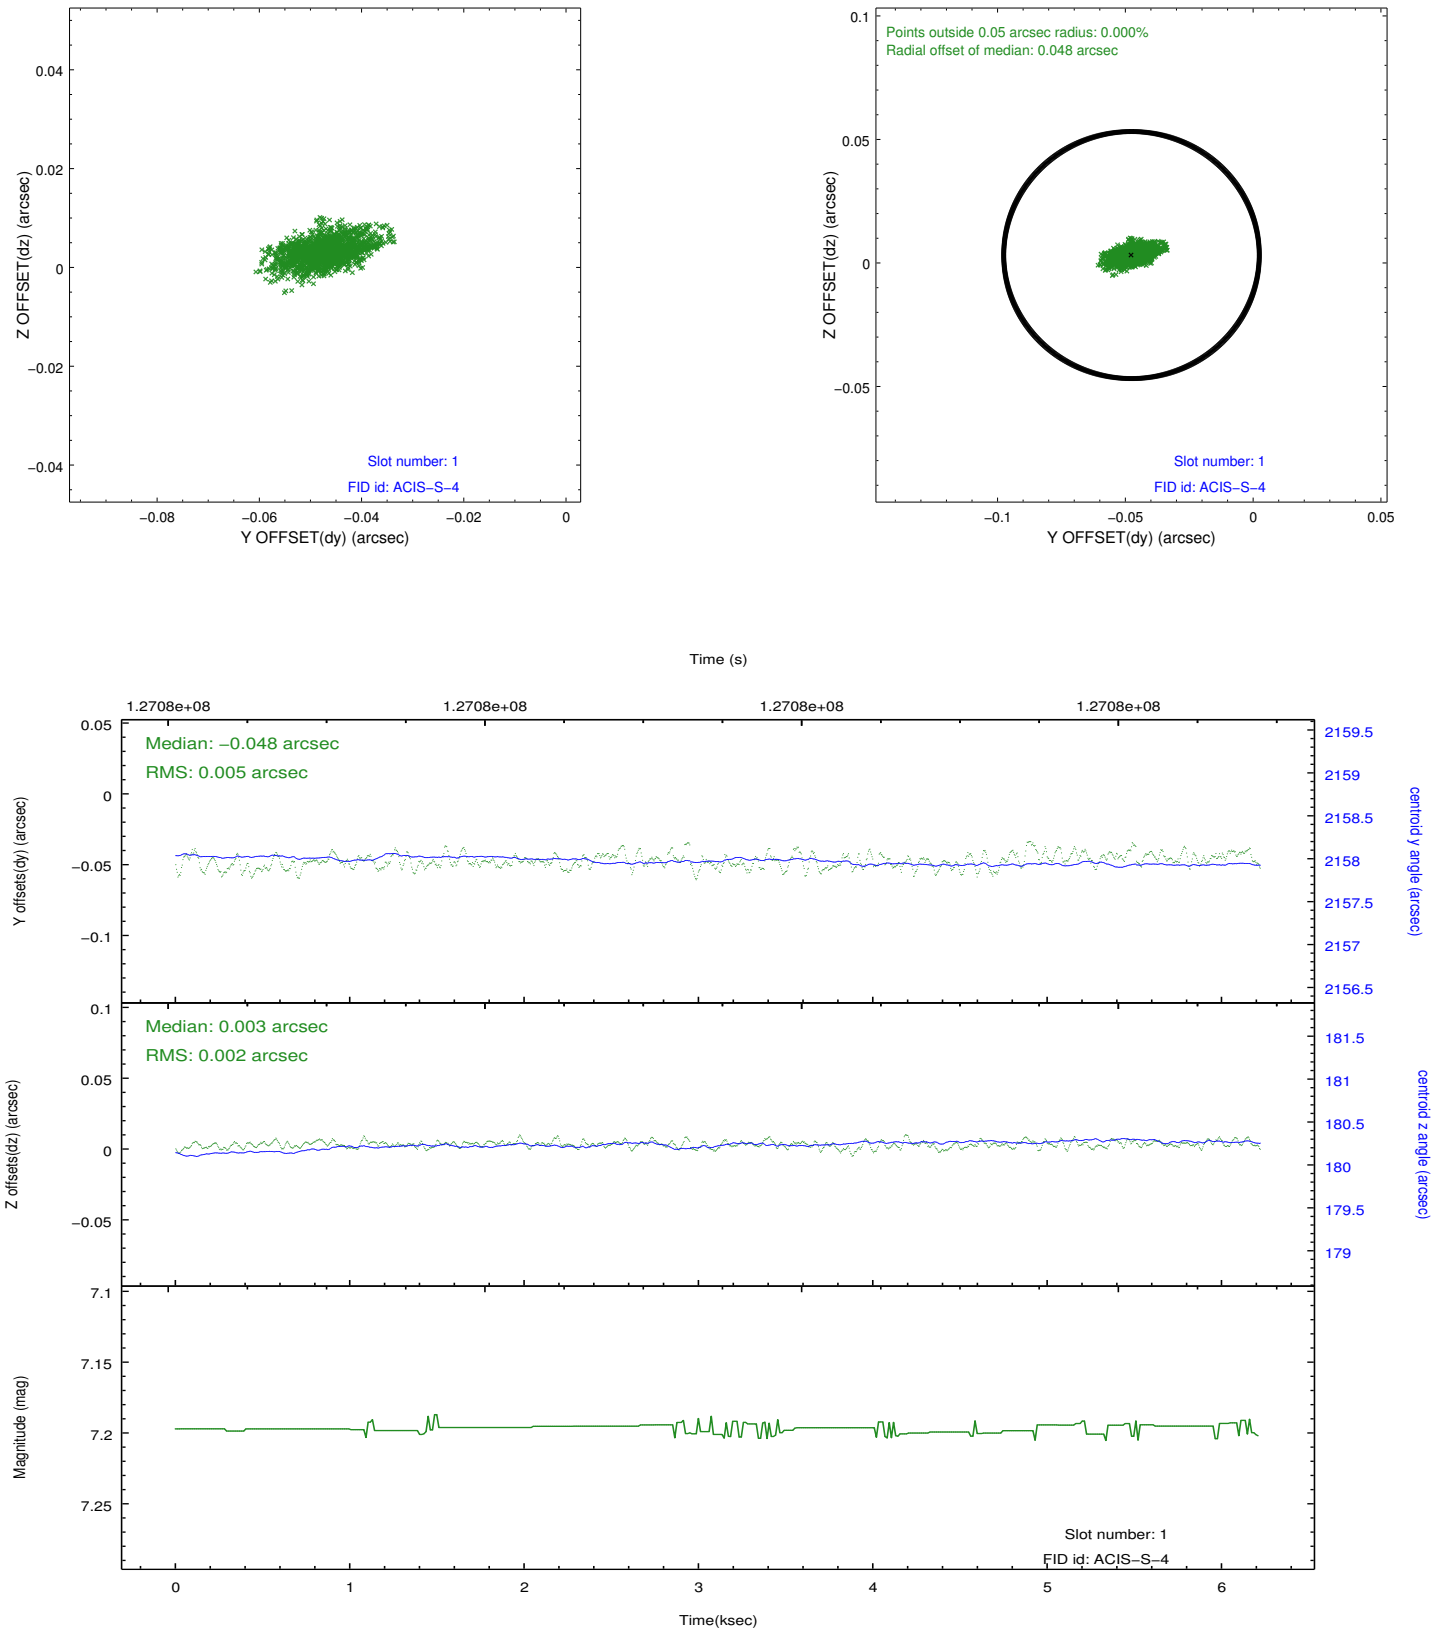 0.04
0.02
0
−0.02
−0.04
Z OFFSET(dz) (arcsec)
Slot number: 1
FID id: ACIS−S−4
−0.08
−0.06
−0.04
−0.02
0
Y OFFSET(dy) (arcsec)
Points outside 0.05 arcsec radius: 0.000%
Radial offset of median: 0.048 arcsec
0.1
0.05
0
−0.05
Z OFFSET(dz) (arcsec)
Slot number: 1
FID id: ACIS−S−4
−0.1
−0.05
0
0.05
Y OFFSET(dy) (arcsec)
Time (s)
1.2708e+08
1.2708e+08
1.2708e+08
1.2708e+08
Median: −0.048 arcsec
RMS: 0.005 arcsec
0.05
0
−0.05
−0.1
Y offsets(dy) (arcsec)
2159.5
2159
2158.5
2158
2157.5
2157
2156.5
centroid y angle (arcsec)
Median: 0.003 arcsec
RMS: 0.002 arcsec
0.1
0.05
0
−0.05
Z offsets(dz) (arcsec)
181.5
181
180.5
180
179.5
179
centroid z angle (arcsec)
7.1
7.15
7.2
7.25
Magnitude (mag)
Slot number: 1
FID id: ACIS−S−4
0
1
2
3
4
5
6
Time(ksec)